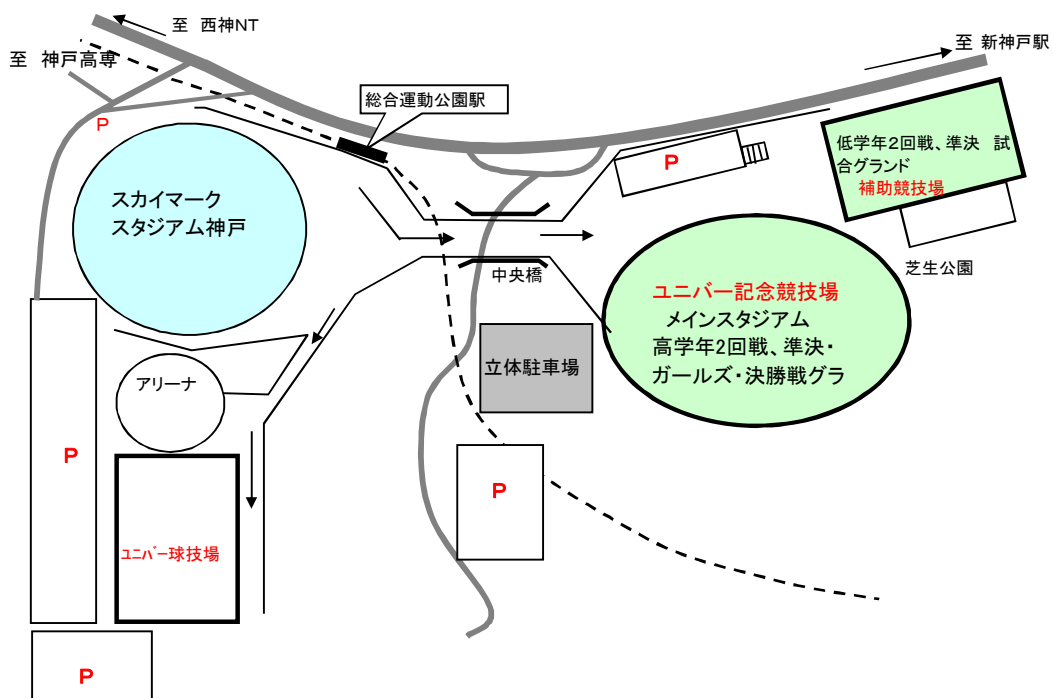 至 西神NT
至 新神戸駅
至 神戸高専
総合運動公園駅
P
P
低学年2回戦、準決 試
合グランド
補助競技場
スカイマーク
スタジアム神戸
芝生公園
中央橋
ユニバー記念競技場
メインスタジアム
高学年2回戦、準決・
ガールズ・決勝戦グラ
立体駐車場
アリーナ
P
P
ユニバー球技場
P